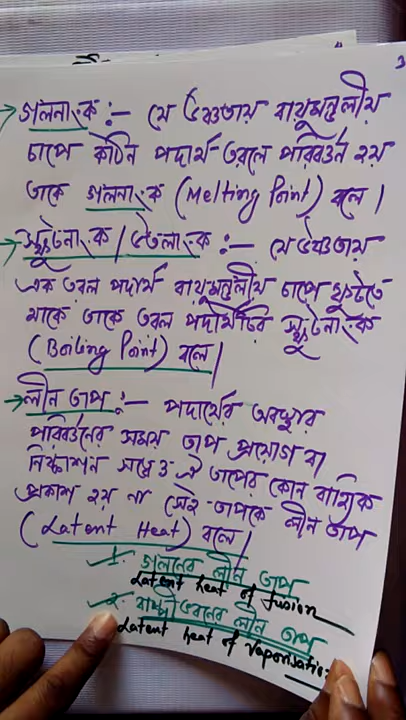 3
গলনাংক :- যে উষ্ণতায় বায়ুমন্ডলীয়
চাপে কঠিন পদার্থ তরলে পরিবর্তন হয়
তাকে গলনাংক (Melting Point) বলে।
স্ফুটনাংক / স্ফুটনাংক :- যে উষ্ণতায়
এক তরল পদার্থ বায়ুমন্ডলীয় চাপে ফুটতে
থাকে তাকে তরল পদার্থটির স্ফুটনাংক
(Boiling Point) বলে।
লীন তাপ :- পদার্থের অবস্থার
পরিবর্তনের সময় তাপ প্রয়োগ বা
নিষ্কাশন সত্ত্বেও ঐ তাপের কোন বাহ্যিক
প্রকাশ হয় না সেই তাপকে লীন তাপ
(Latent Heat) বলে।
1. গলনের লীন তাপ
Latent heat of fusion
২. বাষ্পীভবনের লীন তাপ
Latent heat of vaporisation